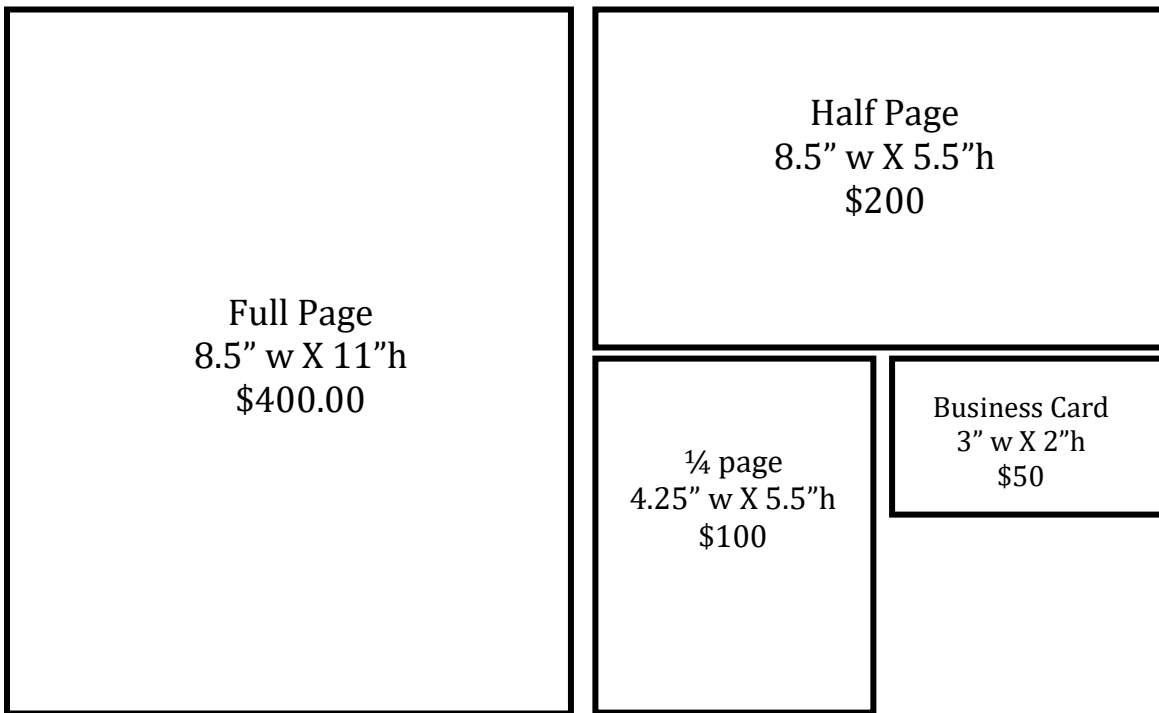 Full Page
8.5” w X 11”h
$400.00
Half Page
8.5” w X 5.5”h
$200
¼ page
4.25” w X 5.5”h
$100
Business Card
3” w X 2”h
$50